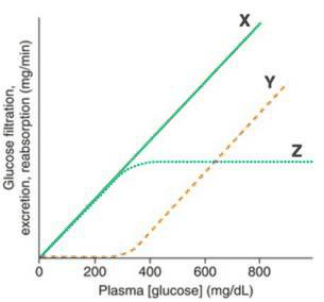 X
Y
Z
Glucose filtration,
excretion, reabsorption (mg/min)
0
200
400
600
800
Plasma [glucose] (mg/dL)